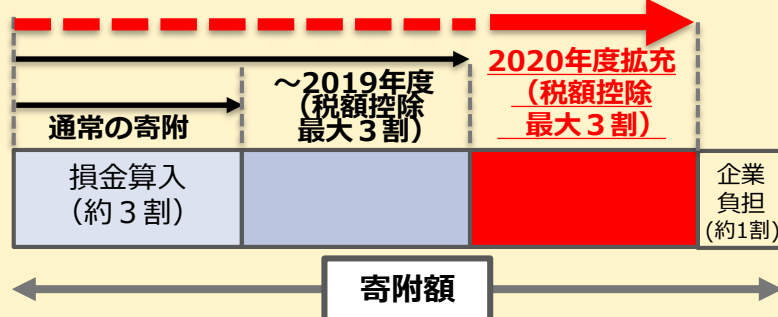 通常の寄附
～2019年度
（税額控除
最大３割）
2020年度拡充
（税額控除
最大３割）
損金算入
（約３割）
企業
負担
(約1割)
寄附額